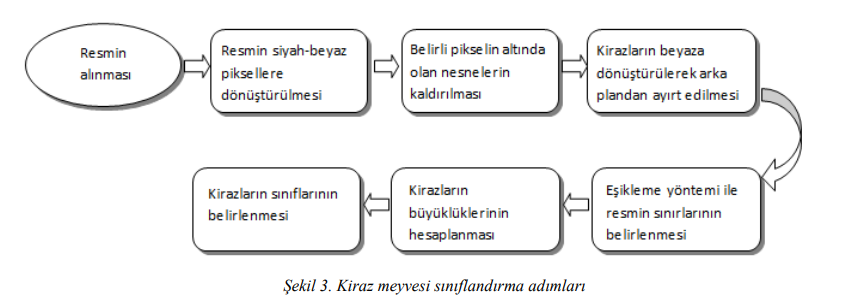 Resmin
alınması
Resmin siyah-beyaz
piksellere
dönüştürülmesi
Belirli pikselin altında
olan nesnelerin
kaldırılması
Kirazların beyaza
dönüştürülerek arka
plandan ayırt edilmesi
Eşikleme yöntemi ile
resmin sınırlarının
belirlenmesi
Kirazların
büyüklüklerinin
hesaplanması
Kirazların sınıflarının
belirlenmesi
Şekil 3. Kiraz meyvesi sınıflandırma adımları